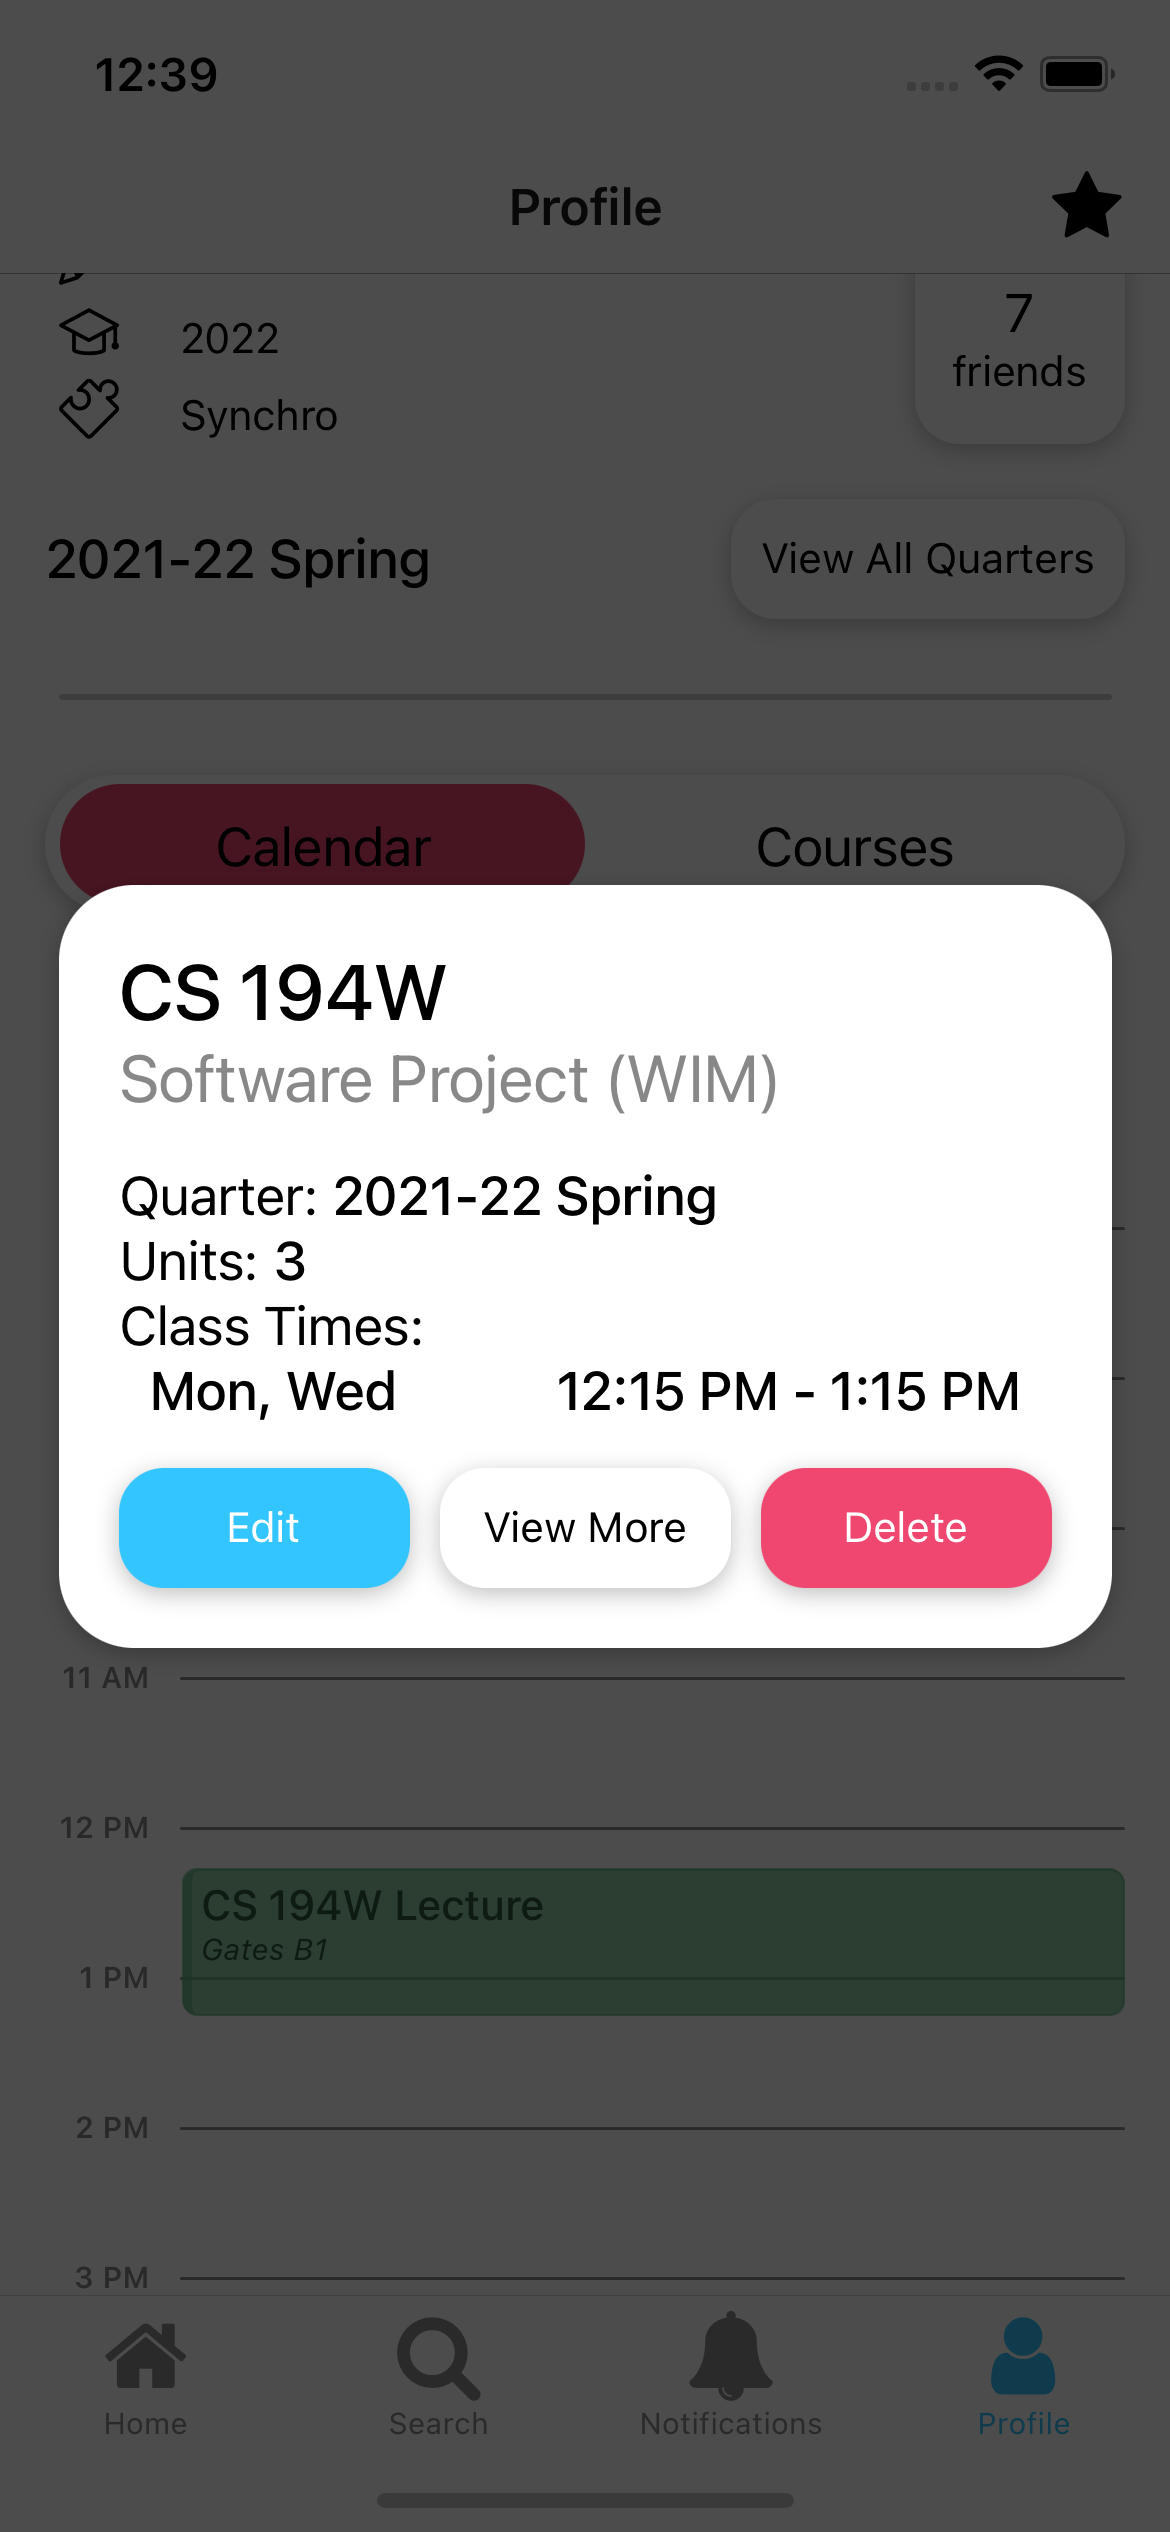 12:39
Profile
2022
7
friends
Synchro
2021-22 Spring
View All Quarters
Calendar
Courses
CS 194W
Software Project (WIM)
Quarter: 2021-22 Spring
Units: 3
Class Times:
Mon, Wed 12:15 PM - 1:15 PM
Edit
View More
Delete
11 AM
12 PM
CS 194W Lecture
Gates B1
1 PM
2 PM
3 PM
Home
Search
Notifications
Profile